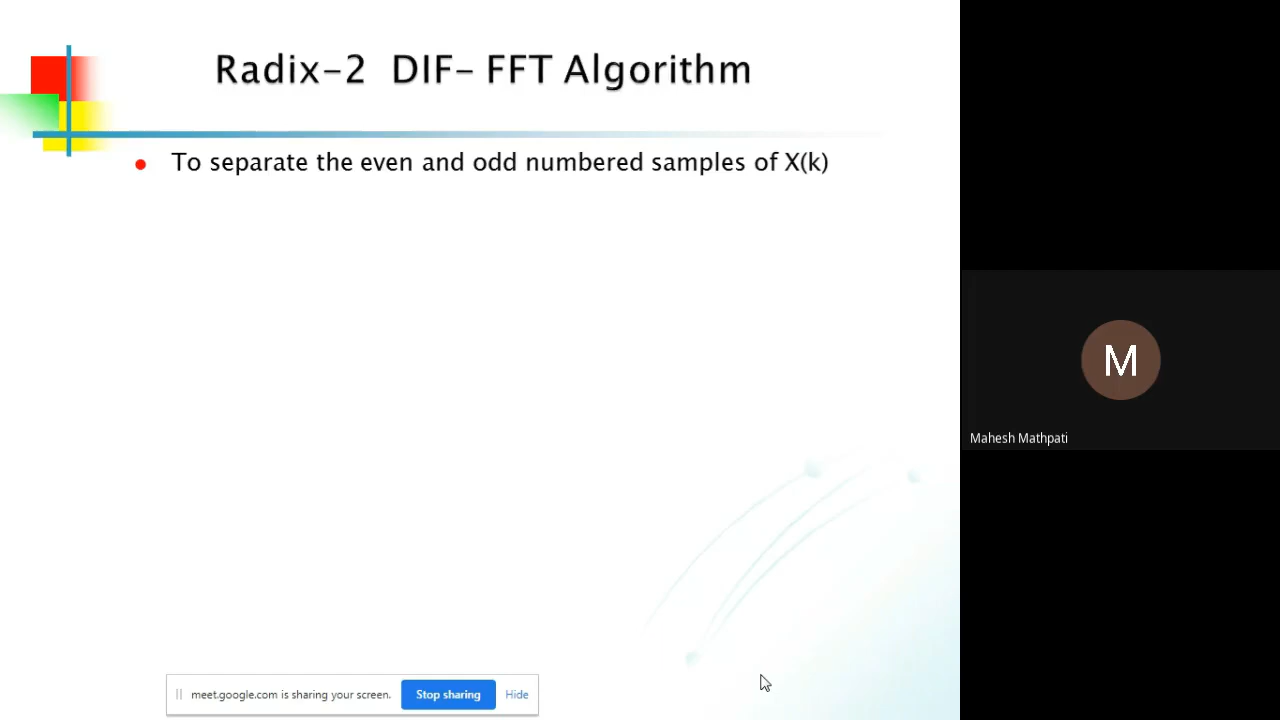 Radix-2 DIF- FFT Algorithm
To separate the even and odd numbered samples of X(k)
M
Mahesh Mathpati
meet.google.com is sharing your screen. Stop sharing Hide